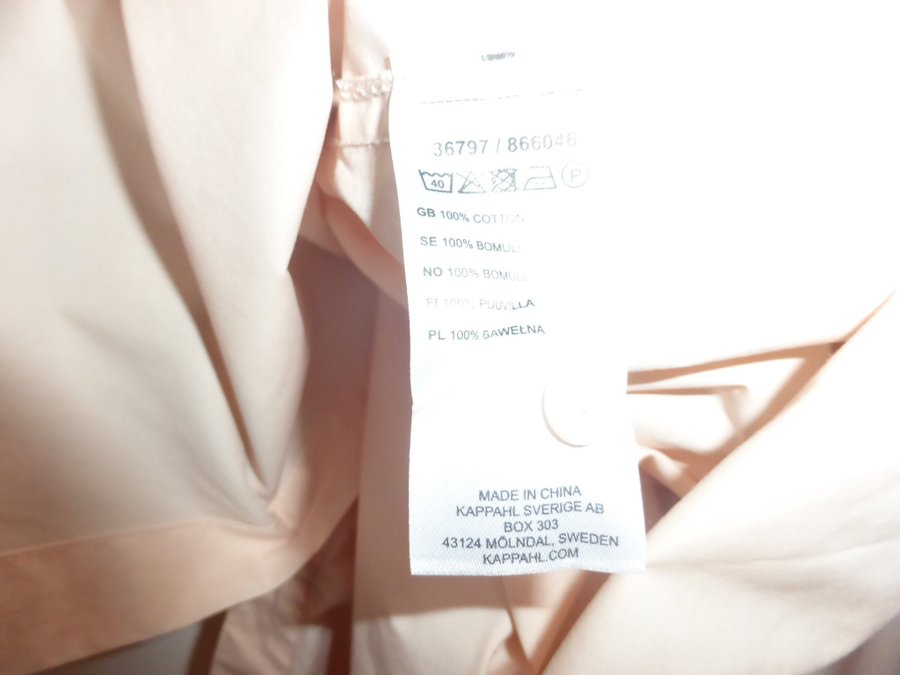 36797 / 866046
40 P
GB 100% COTTON
SE 100% BOMULL
NO 100% BOMULL
FI 100% PUUVILLA
PL 100% BAWEŁNA
MADE IN CHINA
KAPPAHL SVERIGE AB
BOX 303
43124 MÖLNDAL, SWEDEN
KAPPAHL.COM